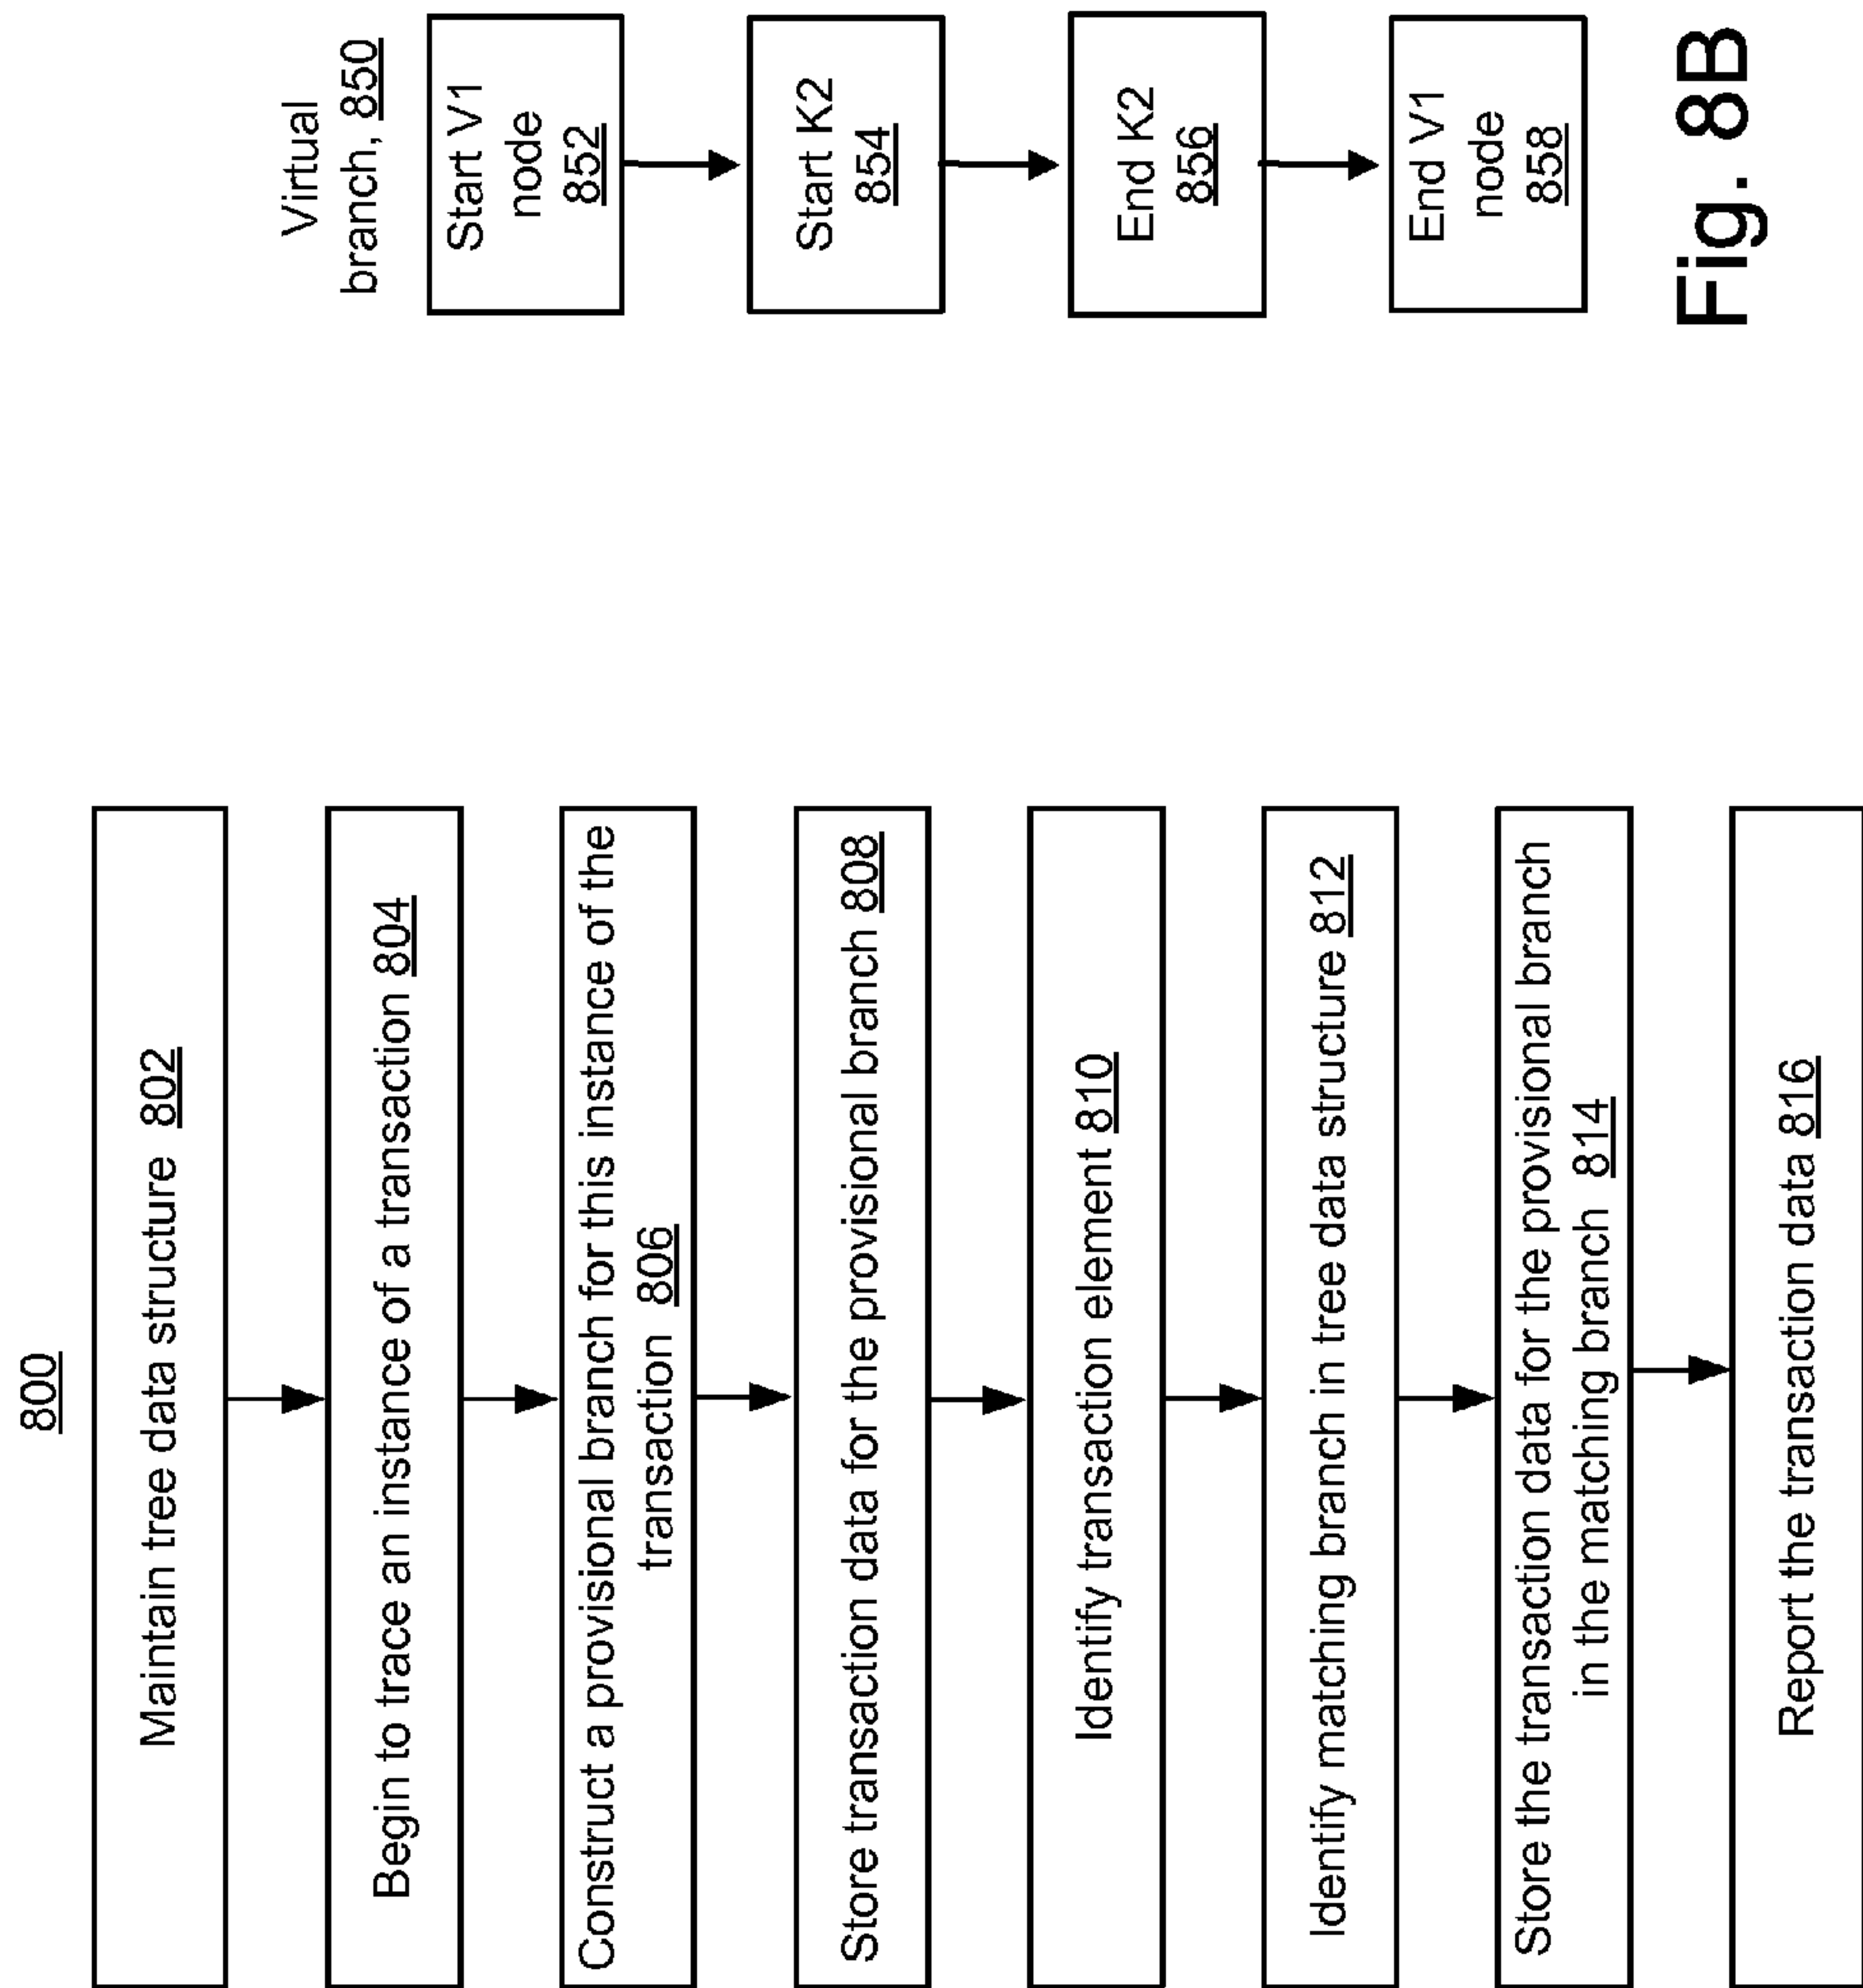 800
Maintain tree data structure 802
Begin to trace an instance of a transaction 804
Construct a provisional branch for this instance of the
transaction 806
Store transaction data for the provisional branch 808
Identify transaction element 810
Identify matching branch in tree data structure 812
Store the transaction data for the provisional branch
in the matching branch 814
Report the transaction data 816
Virtual
branch, 850
Start V1
node
852
Start K2
854
End K2
856
End V1
node
858
Fig. 8B